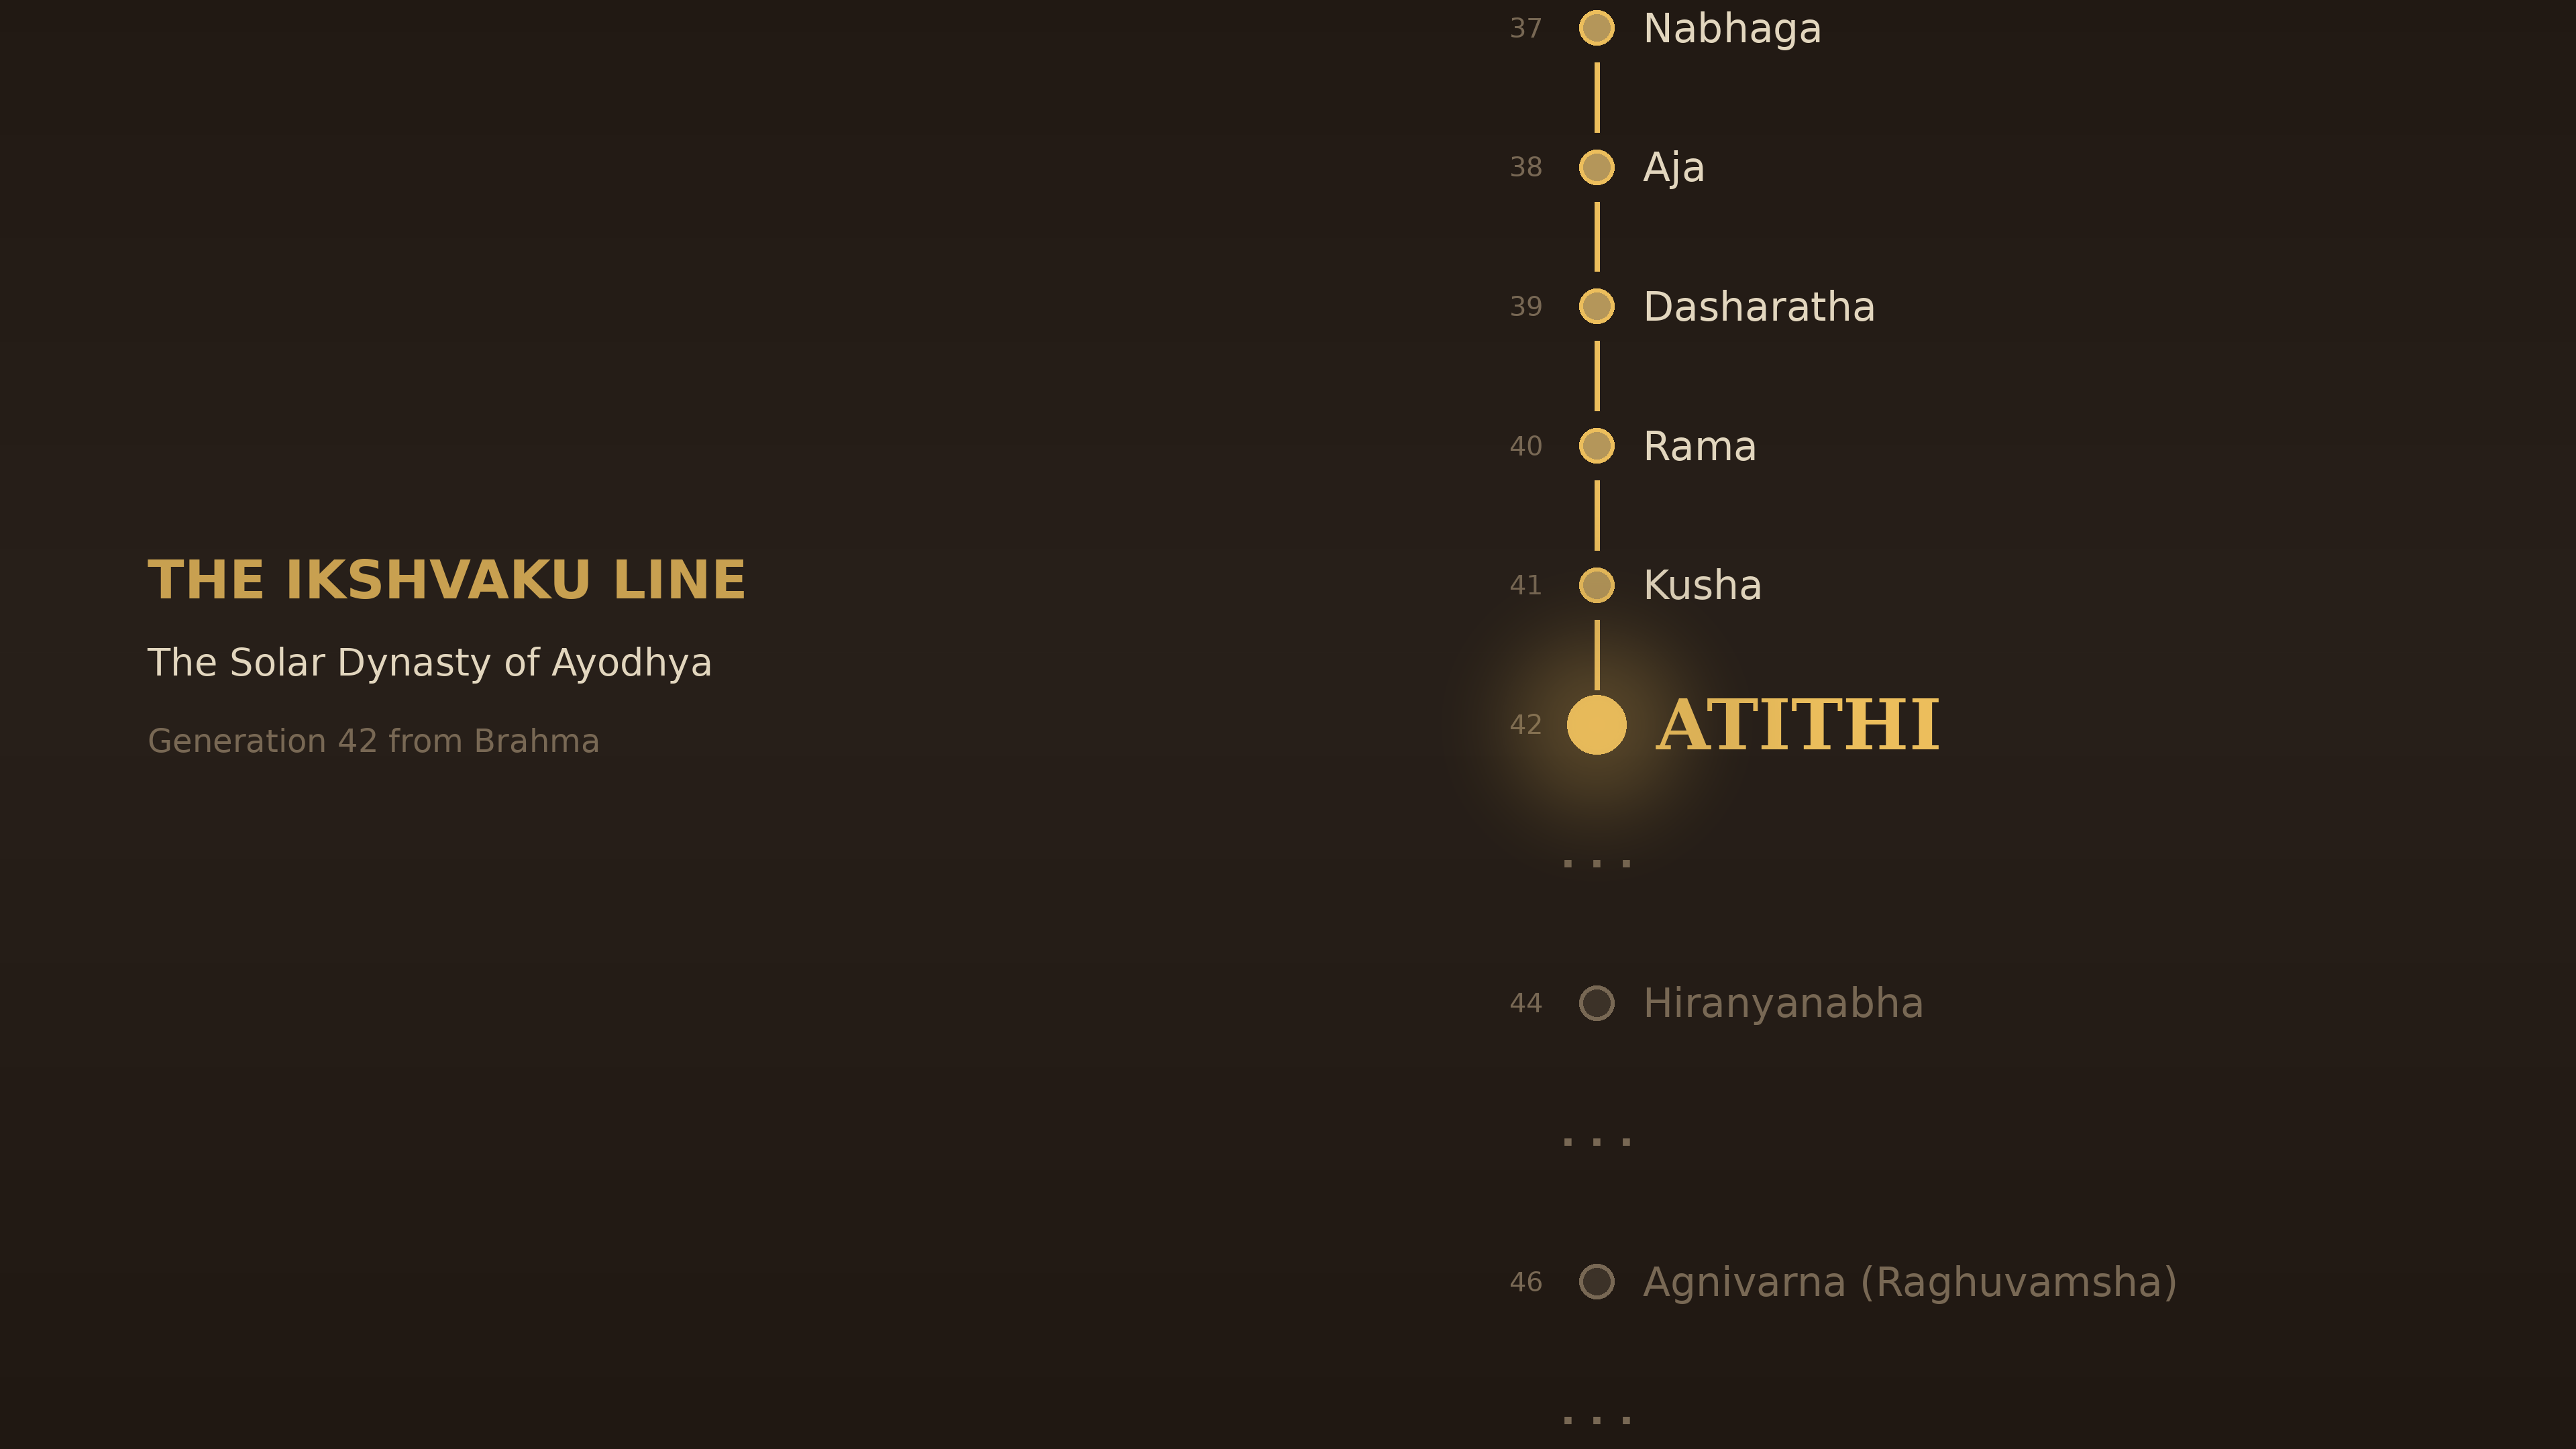 THE IKSHVAKU LINE
The Solar Dynasty of Ayodhya
Generation 42 from Brahma
37 Nabhaga
38 Aja
39 Dasharatha
40 Rama
41 Kusha
42 ATITHI
. . .
44 Hiranyanabha
. . .
46 Agnivarna (Raghuvamsha)
. . .